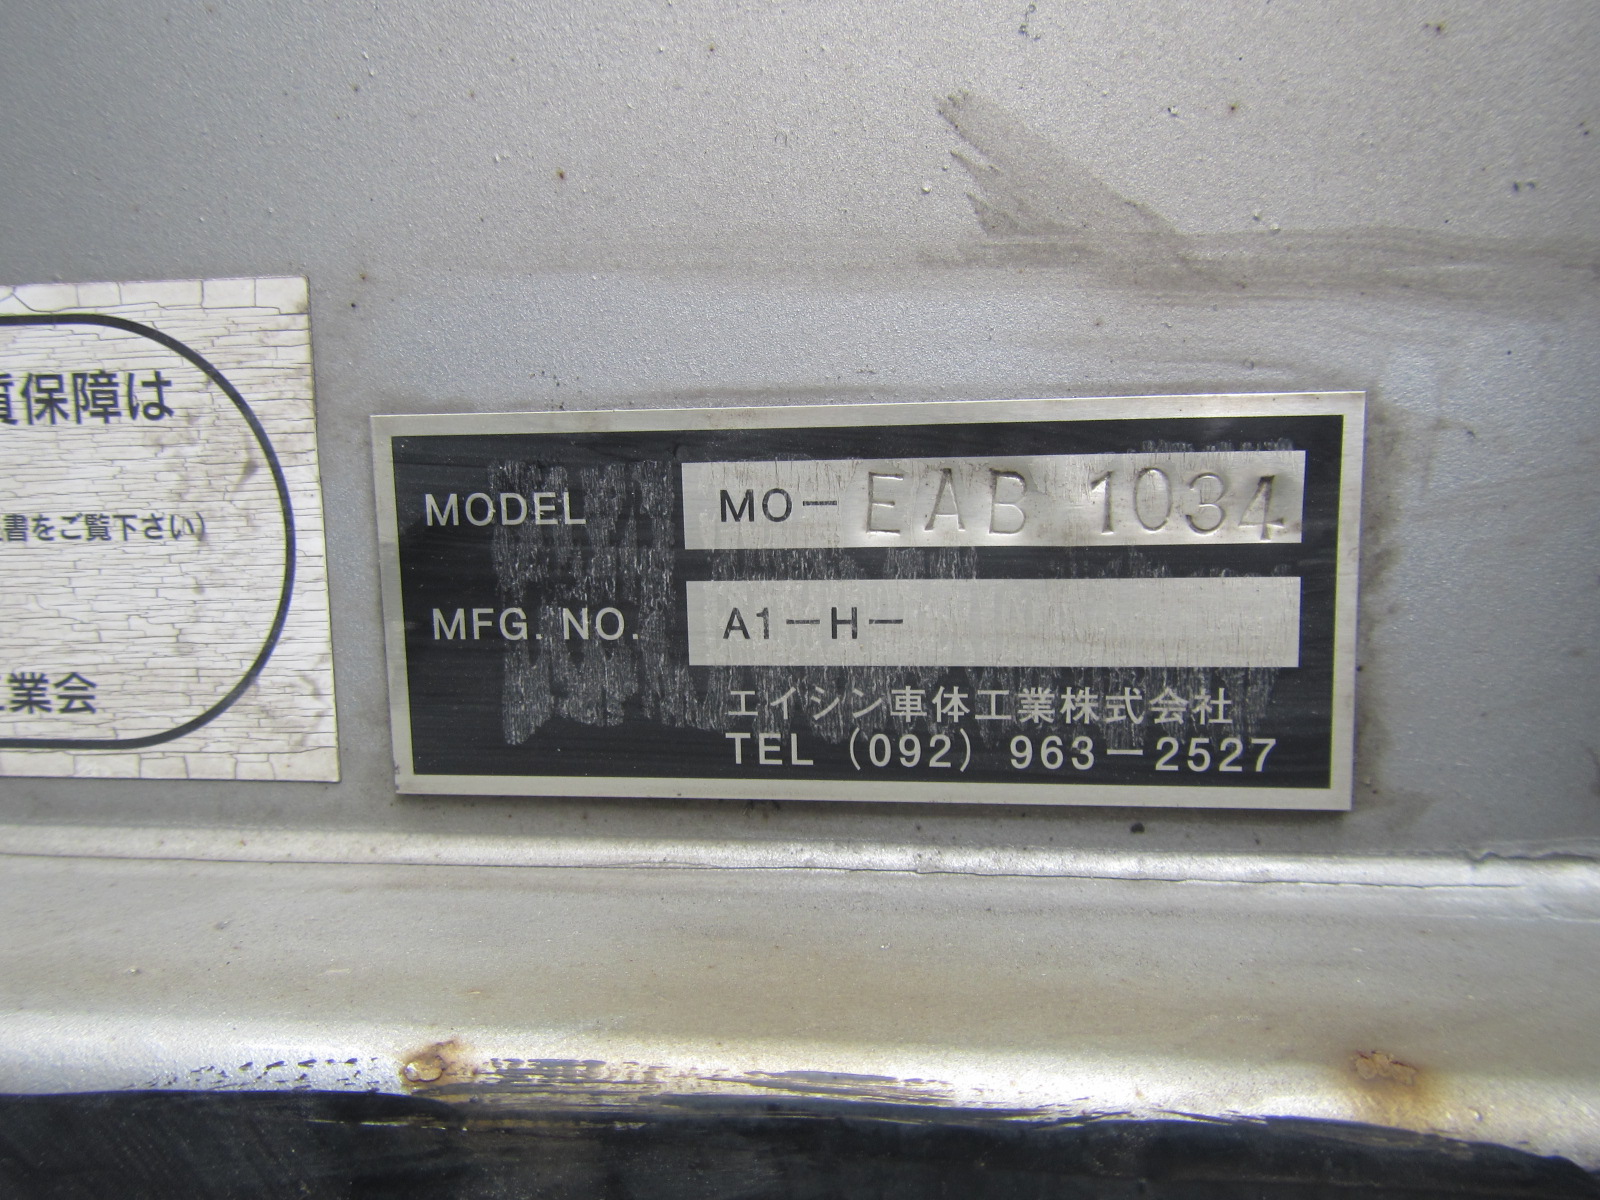 質保障は
書をご覧下さい)
工業会
MODEL MO-EAB 1034
MFG. NO. A1-H-
エイシン車体工業株式会社
TEL (092) 963-2527